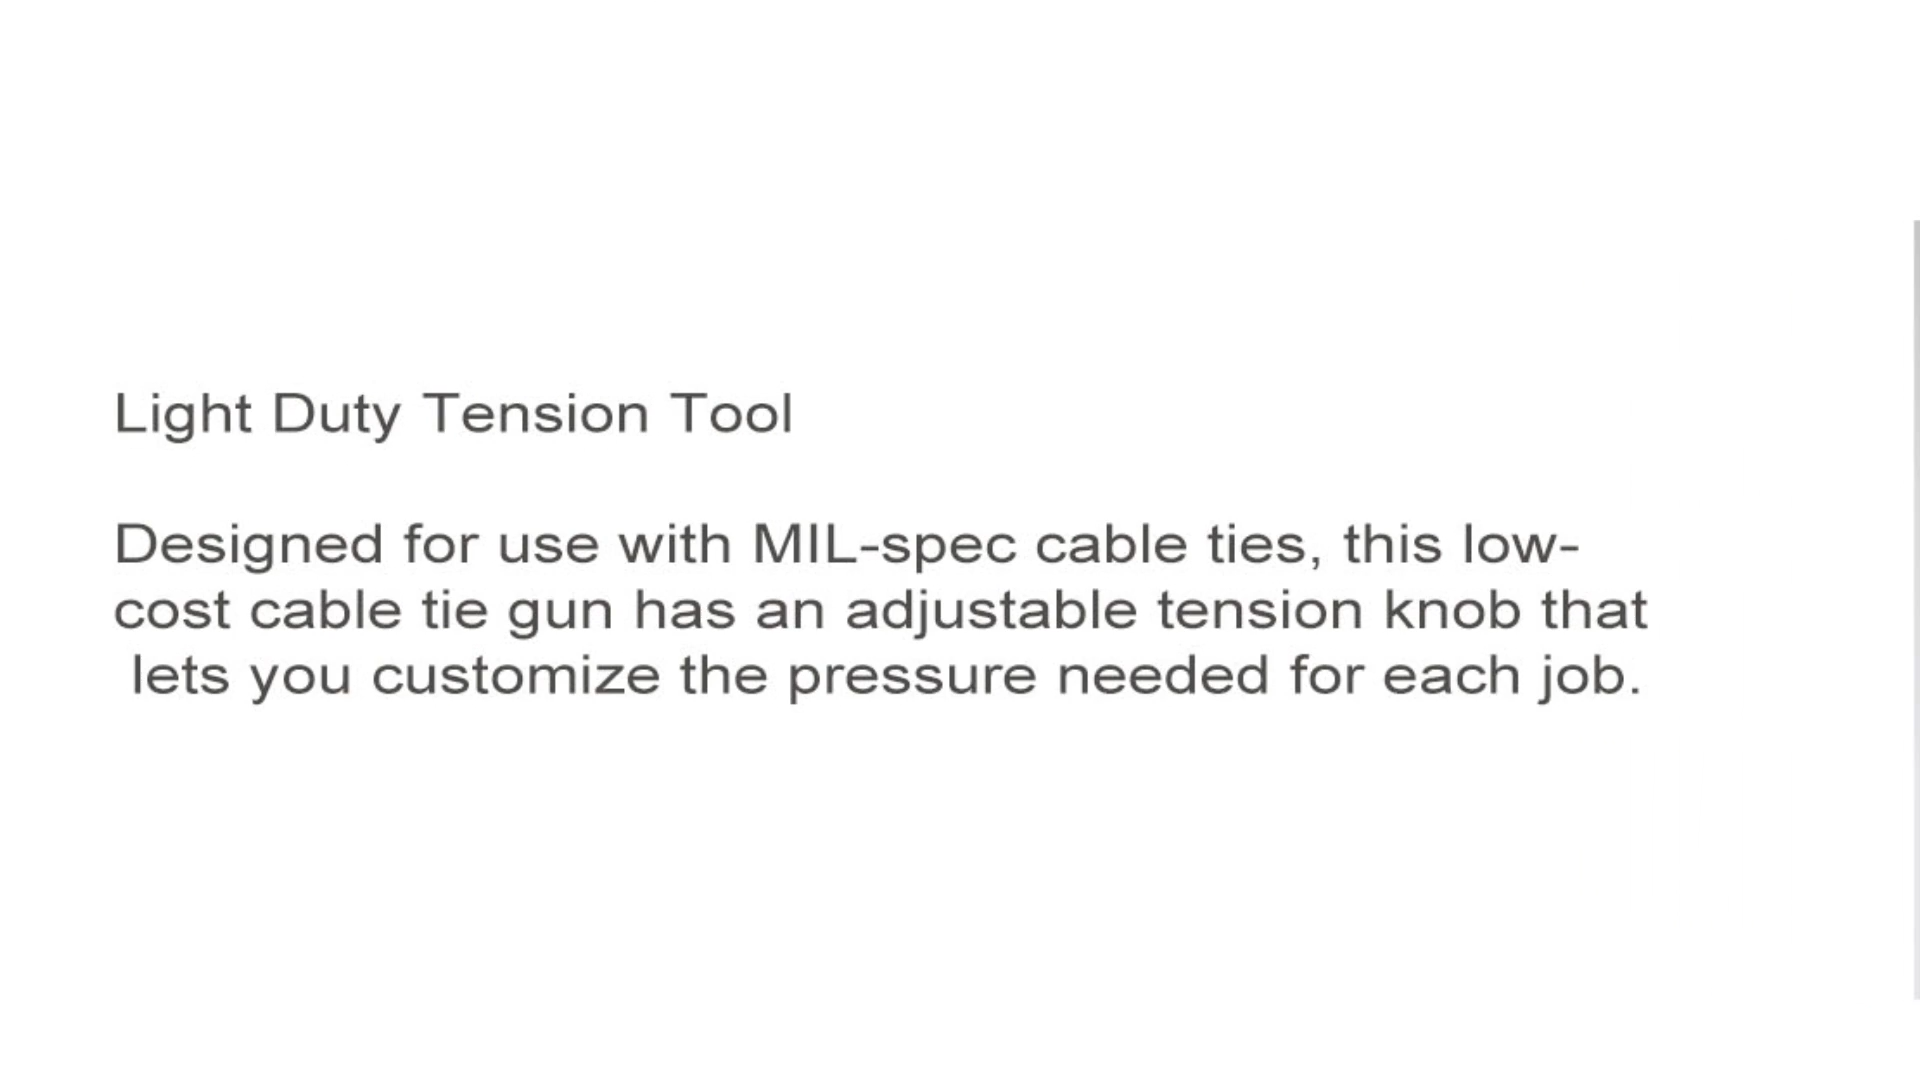 Light Duty Tension Tool
Designed for use with MIL-spec cable ties, this low-
cost cable tie gun has an adjustable tension knob that
lets you customize the pressure needed for each job.